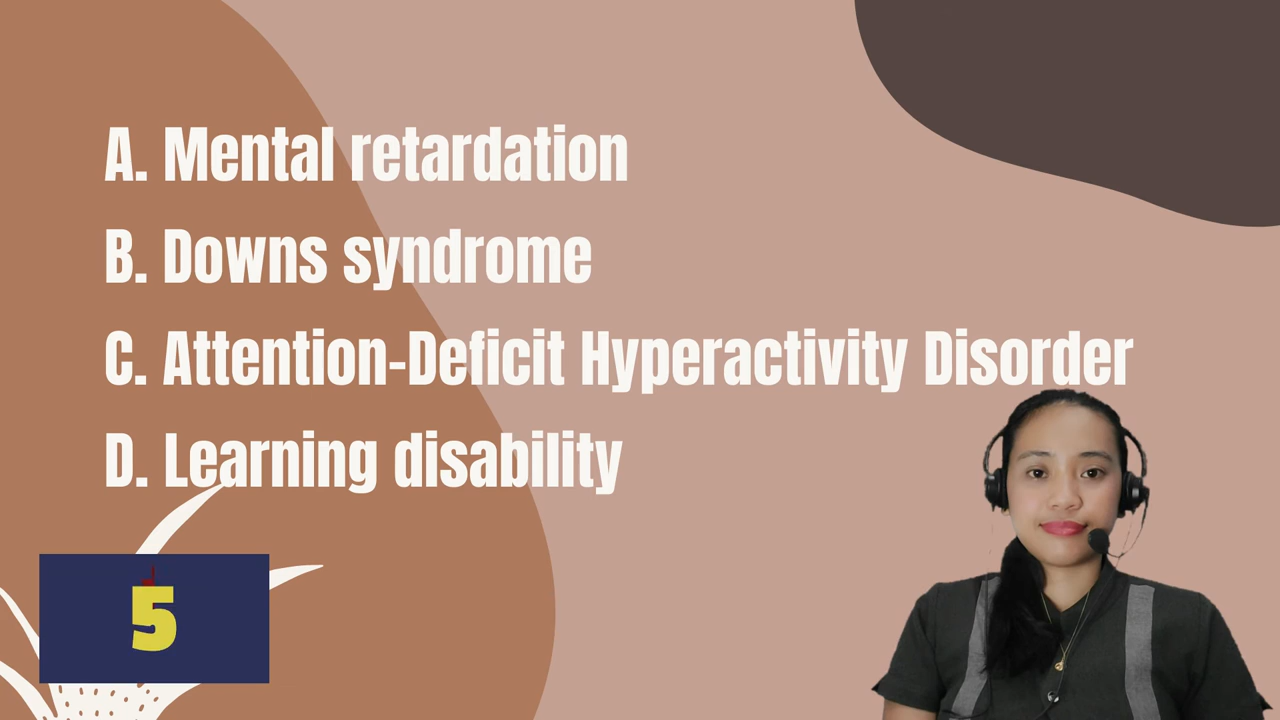 A. Mental retardation
B. Downs syndrome
C. Attention-Deficit Hyperactivity Disorder
D. Learning disability
5